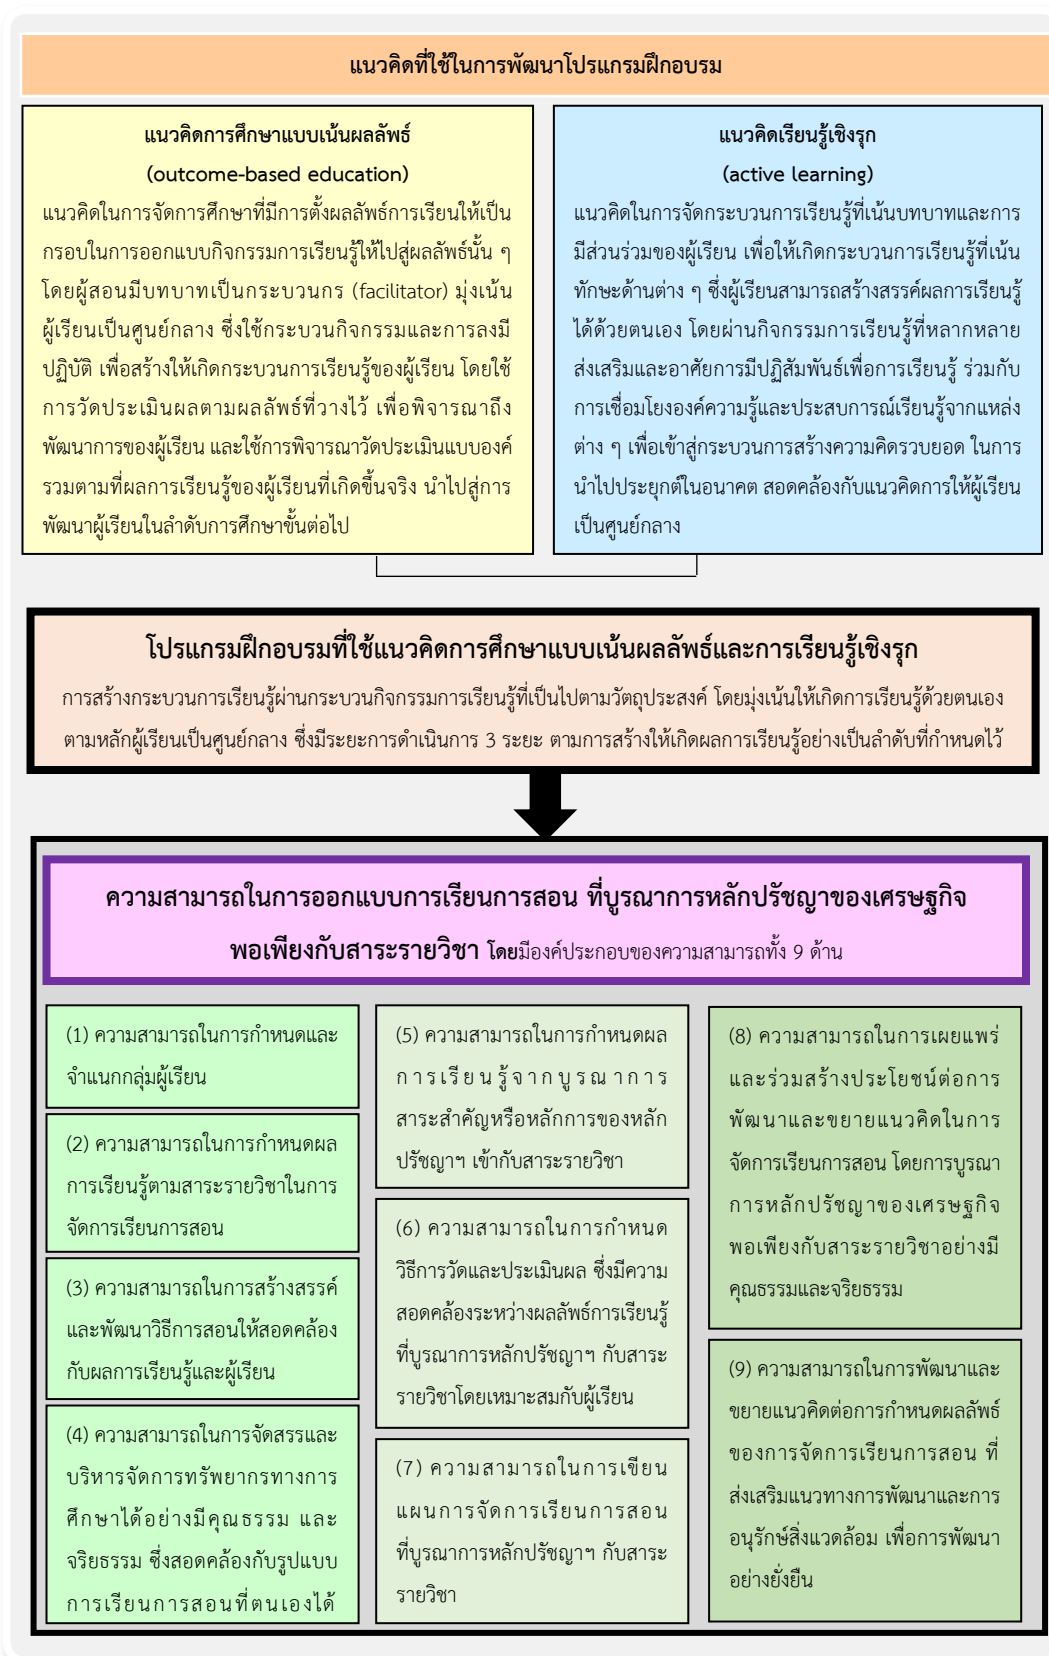 แนวคิดที่ใช้ในการพัฒนาโปรแกรมฝึกอบรม
แนวคิดการศึกษาแบบเน้นผลลัพธ์
(outcome-based education)
แนวคิดในการจัดการศึกษาที่มีการตั้งผลลัพธ์การเรียนให้เป็น
กรอบในการออกแบบกิจกรรมการเรียนรู้ให้ไปสู่ผลลัพธ์นั้น ๆ
โดยผู้สอนมีบทบาทเป็นกระบวนกร (facilitator) มุ่งเน้น
ผู้เรียนเป็นศูนย์กลาง ซึ่งใช้กระบวนกิจกรรมและการลงมี
ปฏิบัติ เพื่อสร้างให้เกิดกระบวนการเรียนรู้ของผู้เรียน โดยใช้
การวัดประเมินผลตามผลลัพธ์ที่วางไว้ เพื่อพิจารณาถึง
พัฒนาการของผู้เรียน และใช้การพิจารณาวัดประเมินแบบองค์
รวมตามที่ผลการเรียนรู้ของผู้เรียนที่เกิดขึ้นจริง นำไปสู่การ
พัฒนาผู้เรียนในลำดับการศึกษาขั้นต่อไป
แนวคิดเรียนรู้เชิงรุก
(active learning)
แนวคิดในการจัดกระบวนการเรียนรู้ที่เน้นบทบาทและการ
มีส่วนร่วมของผู้เรียน เพื่อให้เกิดกระบวนการเรียนรู้ที่เน้น
ทักษะด้านต่าง ๆ ซึ่งผู้เรียนสามารถสร้างสรรค์ผลการเรียนรู้
ได้ด้วยตนเอง โดยผ่านกิจกรรมการเรียนรู้ที่หลากหลาย
ส่งเสริมและอาศัยการมีปฏิสัมพันธ์เพื่อการเรียนรู้ ร่วมกับ
การเชื่อมโยงองค์ความรู้และประสบการณ์เรียนรู้จากแหล่ง
ต่าง ๆ เพื่อเข้าสู่กระบวนการสร้างความคิดรวบยอด ในการ
นำไปประยุกต์ในอนาคต สอดคล้องกับแนวคิดการให้ผู้เรียน
เป็นศูนย์กลาง
โปรแกรมฝึกอบรมที่ใช้แนวคิดการศึกษาแบบเน้นผลลัพธ์และการเรียนรู้เชิงรุก
การสร้างกระบวนการเรียนรู้ผ่านกระบวนกิจกรรมการเรียนรู้ที่เป็นไปตามวัตถุประสงค์ โดยมุ่งเน้นให้เกิดการเรียนรู้ด้วยตนเอง
ตามหลักผู้เรียนเป็นศูนย์กลาง ซึ่งมีระยะการดำเนินการ 3 ระยะ ตามการสร้างให้เกิดผลการเรียนรู้อย่างเป็นลำดับที่กำหนดไว้
ความสามารถในการออกแบบการเรียนการสอน ที่บูรณาการหลักปรัชญาของเศรษฐกิจ
พอเพียงกับสาระรายวิชา โดยมีองค์ประกอบของความสามารถทั้ง 9 ด้าน
(1) ความสามารถในการกำหนดและ
จำแนกกลุ่มผู้เรียน
(2) ความสามารถในการกำหนดผล
การเรียนรู้ตามสาระรายวิชาในการ
จัดการเรียนการสอน
(3) ความสามารถในการสร้างสรรค์
และพัฒนาวิธีการสอนให้สอดคล้อง
กับผลการเรียนรู้และผู้เรียน
(4) ความสามารถในการจัดสรรและ
บริหารจัดการทรัพยากรทางการ
ศึกษาได้อย่างมีคุณธรรม และ
จริยธรรม ซึ่งสอดคล้องกับรูปแบบ
การเรียนการสอนที่ตนเองได้
(5) ความสามารถในการกำหนดผล
การเรียนรู้จากบูรณาการ
สาระสำคัญหรือหลักการของหลัก
ปรัชญาฯ เข้ากับสาระรายวิชา
(6) ความสามารถในการกำหนด
วิธีการวัดและประเมินผล ซึ่งมีความ
สอดคล้องระหว่างผลลัพธ์การเรียนรู้
ที่บูรณาการหลักปรัชญาฯ กับสาระ
รายวิชาโดยเหมาะสมกับผู้เรียน
(7) ความสามารถในการเขียน
แผนการจัดการเรียนการสอน
ที่บูรณาการหลักปรัชญาฯ กับสาระ
รายวิชา
(8) ความสามารถในการเผยแพร่
และร่วมสร้างประโยชน์ต่อการ
พัฒนาและขยายแนวคิดในการ
จัดการเรียนการสอน โดยการบูรณา
การหลักปรัชญาของเศรษฐกิจ
พอเพียงกับสาระรายวิชาอย่างมี
คุณธรรมและจริยธรรม
(9) ความสามารถในการพัฒนาและ
ขยายแนวคิดต่อการกำหนดผลลัพธ์
ของการจัดการเรียนการสอน ที่
ส่งเสริมแนวทางการพัฒนาและการ
อนุรักษ์สิ่งแวดล้อม เพื่อการพัฒนา
อย่างยั่งยืน